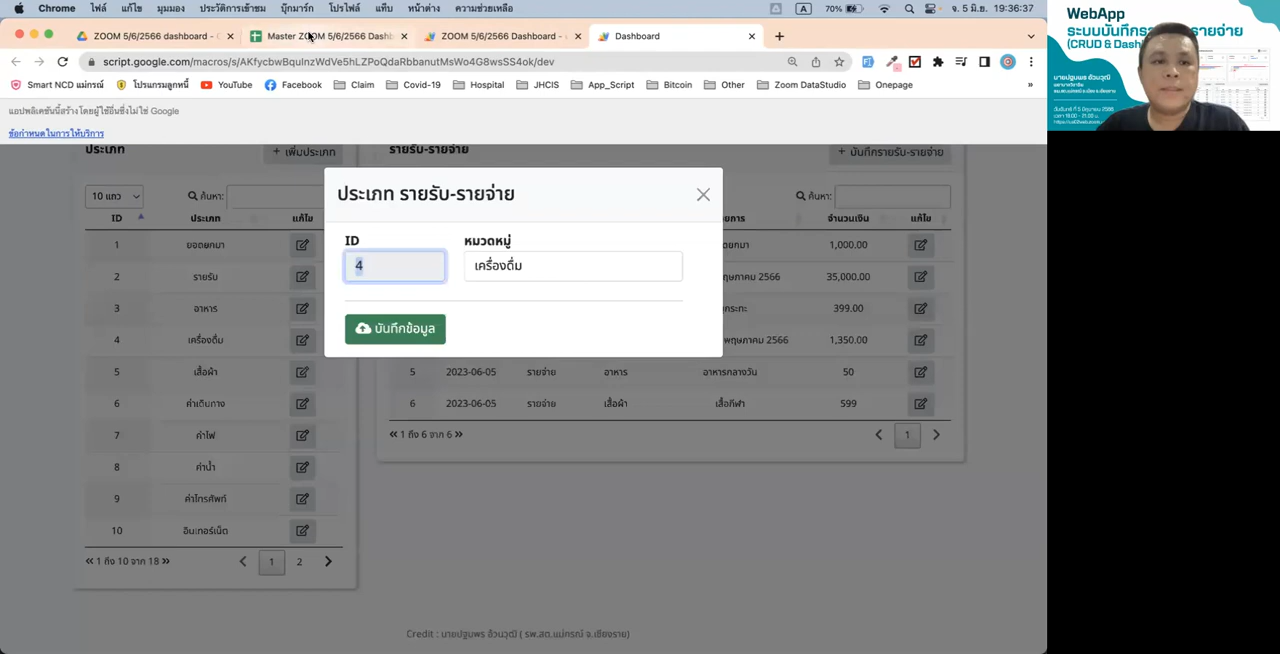 Chrome ไฟล์ แก้ไข มุมมอง ประวัติการเข้าชม บุ๊กมาร์ก โปรไฟล์ แท็บ หน้าต่าง ความช่วยเหลือ A 70% จ. 5 มิ.ย. 19:36:37
ZOOM 5/6/2566 dashboard - Master ZOOM 5/6/2566 Dashb ZOOM 5/6/2566 Dashboard - Dashboard
script.google.com/macros/s/AKfycbwBquInzWdVe5hLZPoQdaRbbanutMsWo4G8wsSS4ok/dev
Smart NCD แม่กรณ์ โปรแกรมลูกหนี้ YouTube Facebook Claim Covid-19 Hospital JHCIS App_Script Bitcoin Other Zoom DataStudio Onepage »
แอปพลิเคชันนี้สร้างโดยผู้ใช้อื่นซึ่งไม่ใช่ Google
ข้อกำหนดในการให้บริการ
ประเภท + เพิ่มประเภท รายรับ-รายจ่าย + บันทึกรายรับ-รายจ่าย
ประเภท รายรับ-รายจ่าย
ID หมวดหมู่
4 เครื่องดื่ม
บันทึกข้อมูล
10 แถว ค้นหา: ค้นหา:
ID ประเภท แก้ไข จำนวนเงิน แก้ไข
1 ยอดยกมา 1,000.00
2 รายรับ 2566 35,000.00
3 อาหาร 399.00
4 เครื่องดื่ม พฤษภาคม 2566 1,350.00
5 เสื้อผ้า 5 2023-06-05 รายจ่าย อาหาร อาหารกลางวัน 50
6 ค่าเดินทาง 6 2023-06-05 รายจ่าย เสื้อผ้า เสื้อกีฬา 599
7 ค่าไฟ
8 ค่าน้ำ
9 ค่าโทรศัพท์
10 อินเทอร์เน็ต
« 1 ถึง 10 จาก 18 » 1 2
« 1 ถึง 6 จาก 6 » 1
Credit : นายปฐมพร อ้วนวุฒิ ( รพ.สต.แม่กรณ์ จ.เชียงราย)
WebApp
ระบบบันทึก รายจ่าย
(CRUD & Dash
นายปฐมพร อ้วนวุฒิ